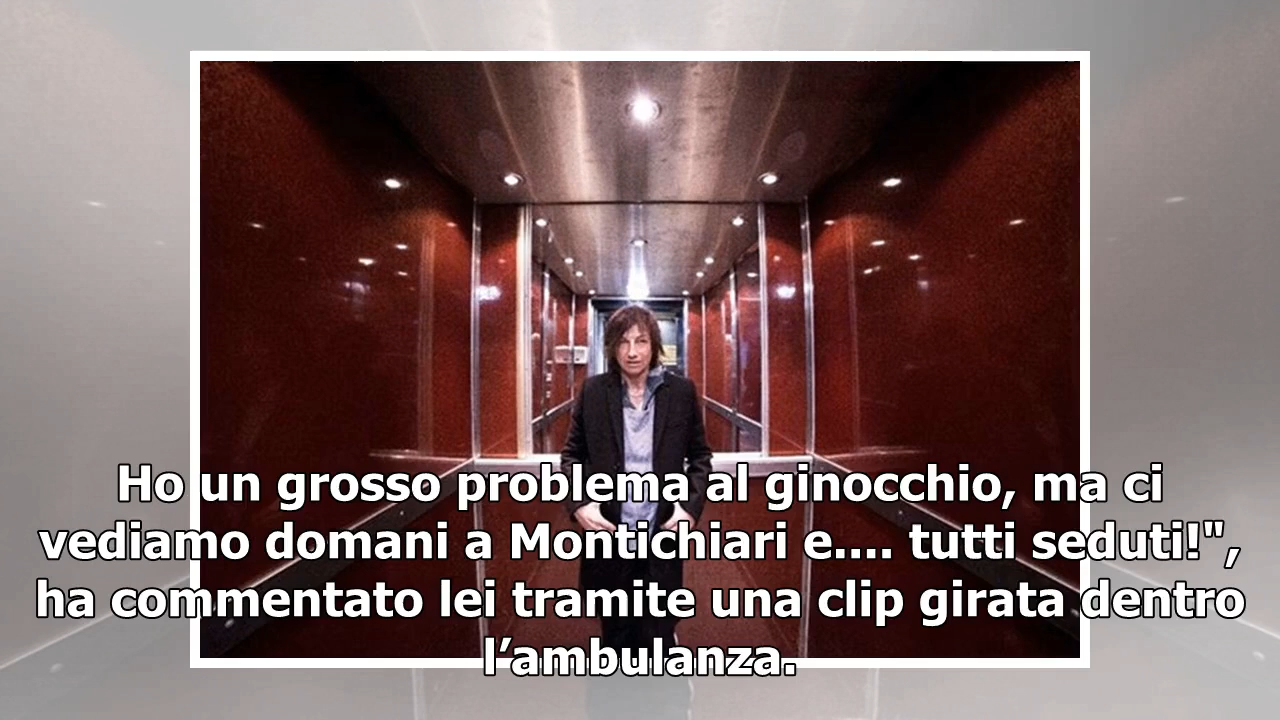 Ho un grosso problema al ginocchio, ma ci
vediamo domani a Montichiari e.... tutti seduti!",
ha commentato lei tramite una clip girata dentro
l’ambulanza.